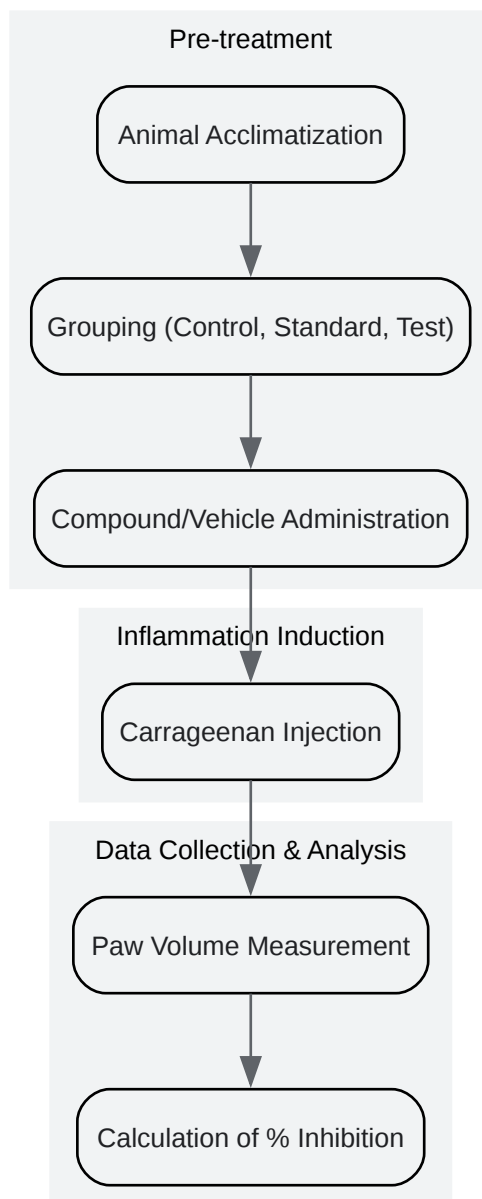 Pre-treatment
Animal Acclimatization
Grouping (Control, Standard, Test)
Compound/Vehicle Administration
Inflammation Induction
Carrageenan Injection
Data Collection & Analysis
Paw Volume Measurement
Calculation of % Inhibition